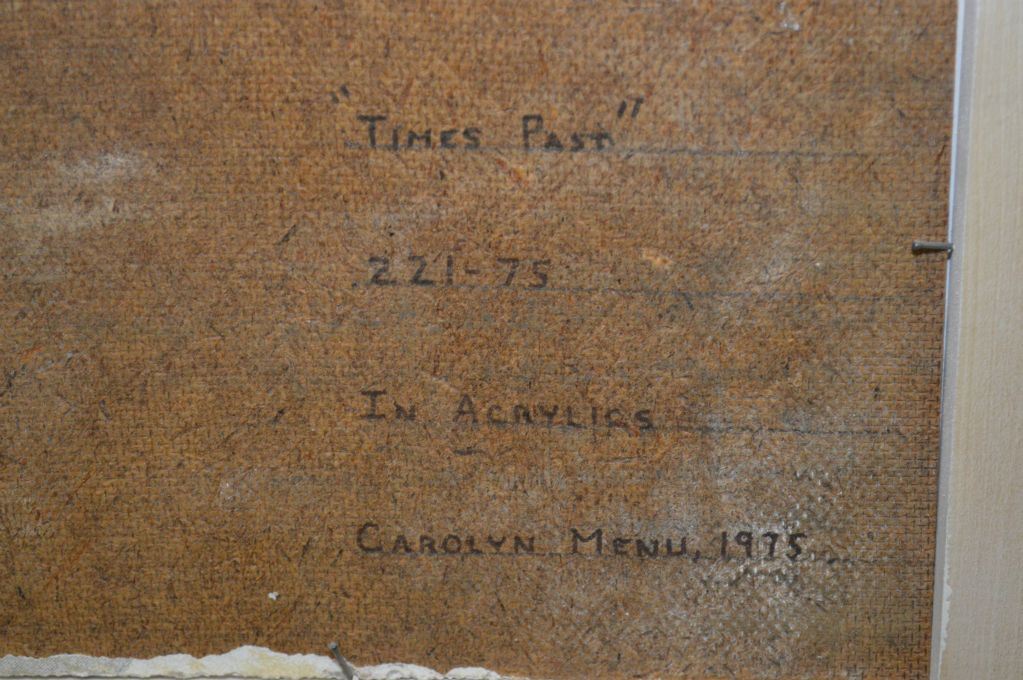 "Times Past"
221-75
In Acrylics
Carolyn Menu, 1975